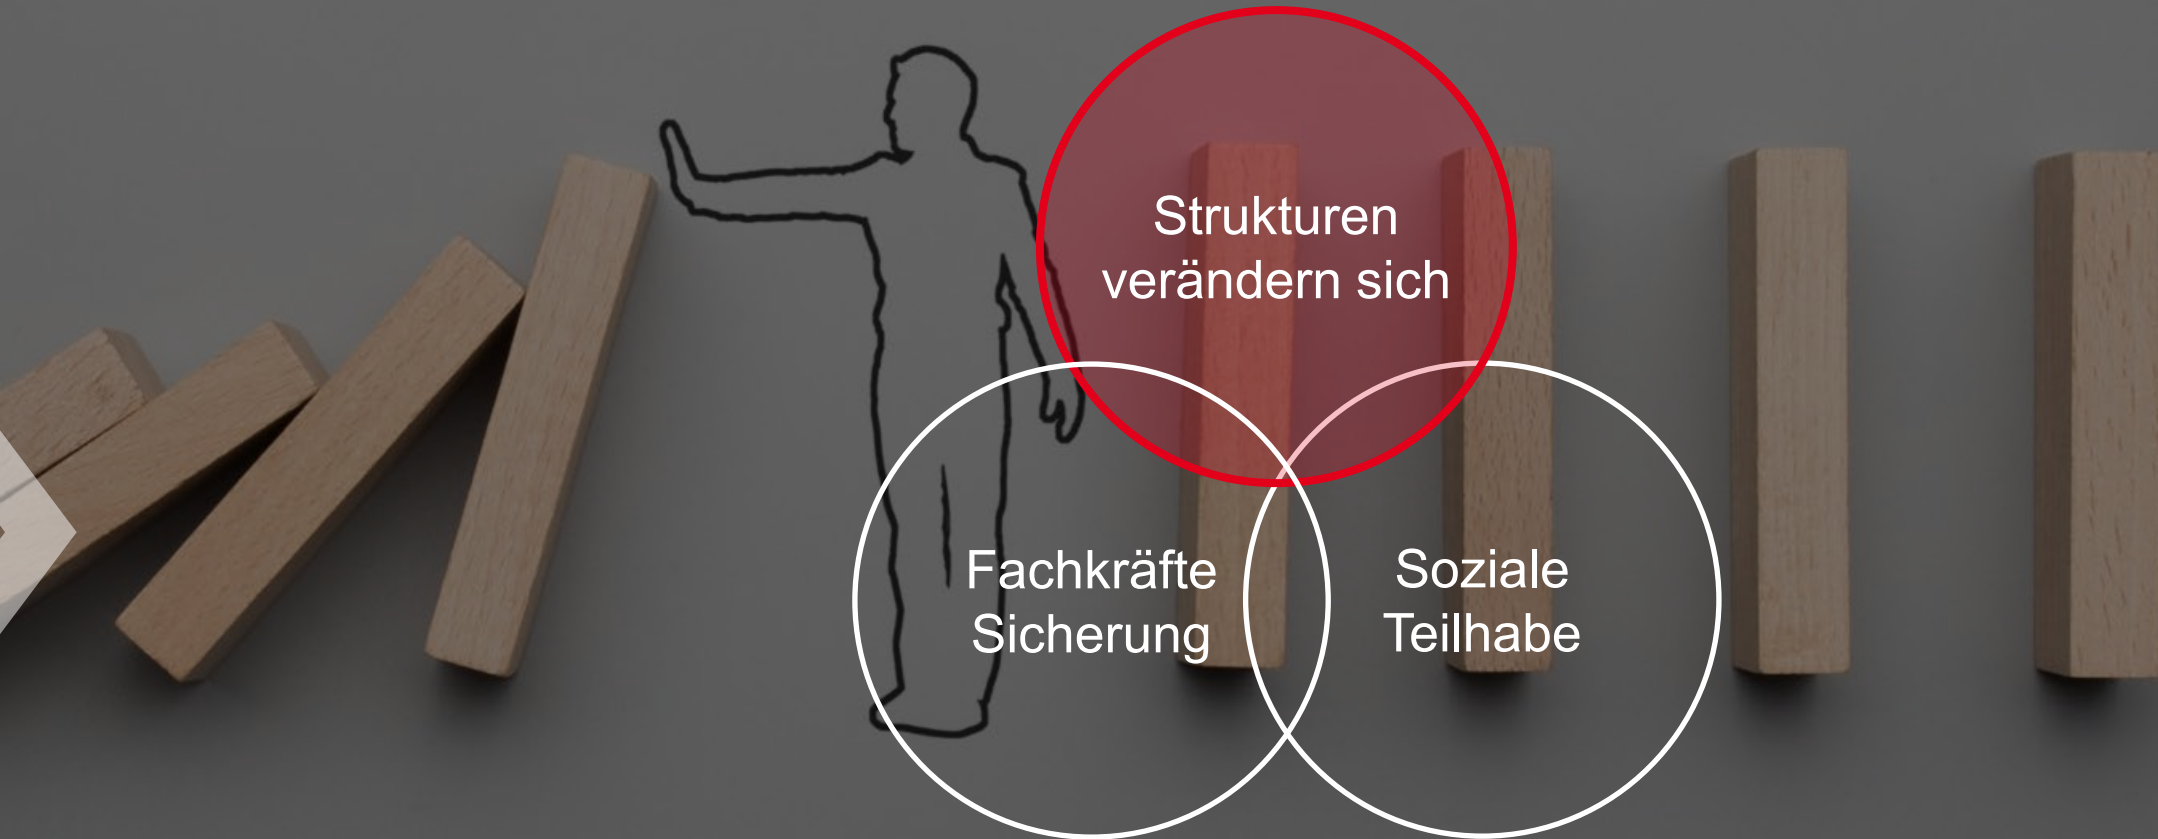 Strukturen
verändern sich
Fachkräfte
Sicherung
Soziale
Teilhabe